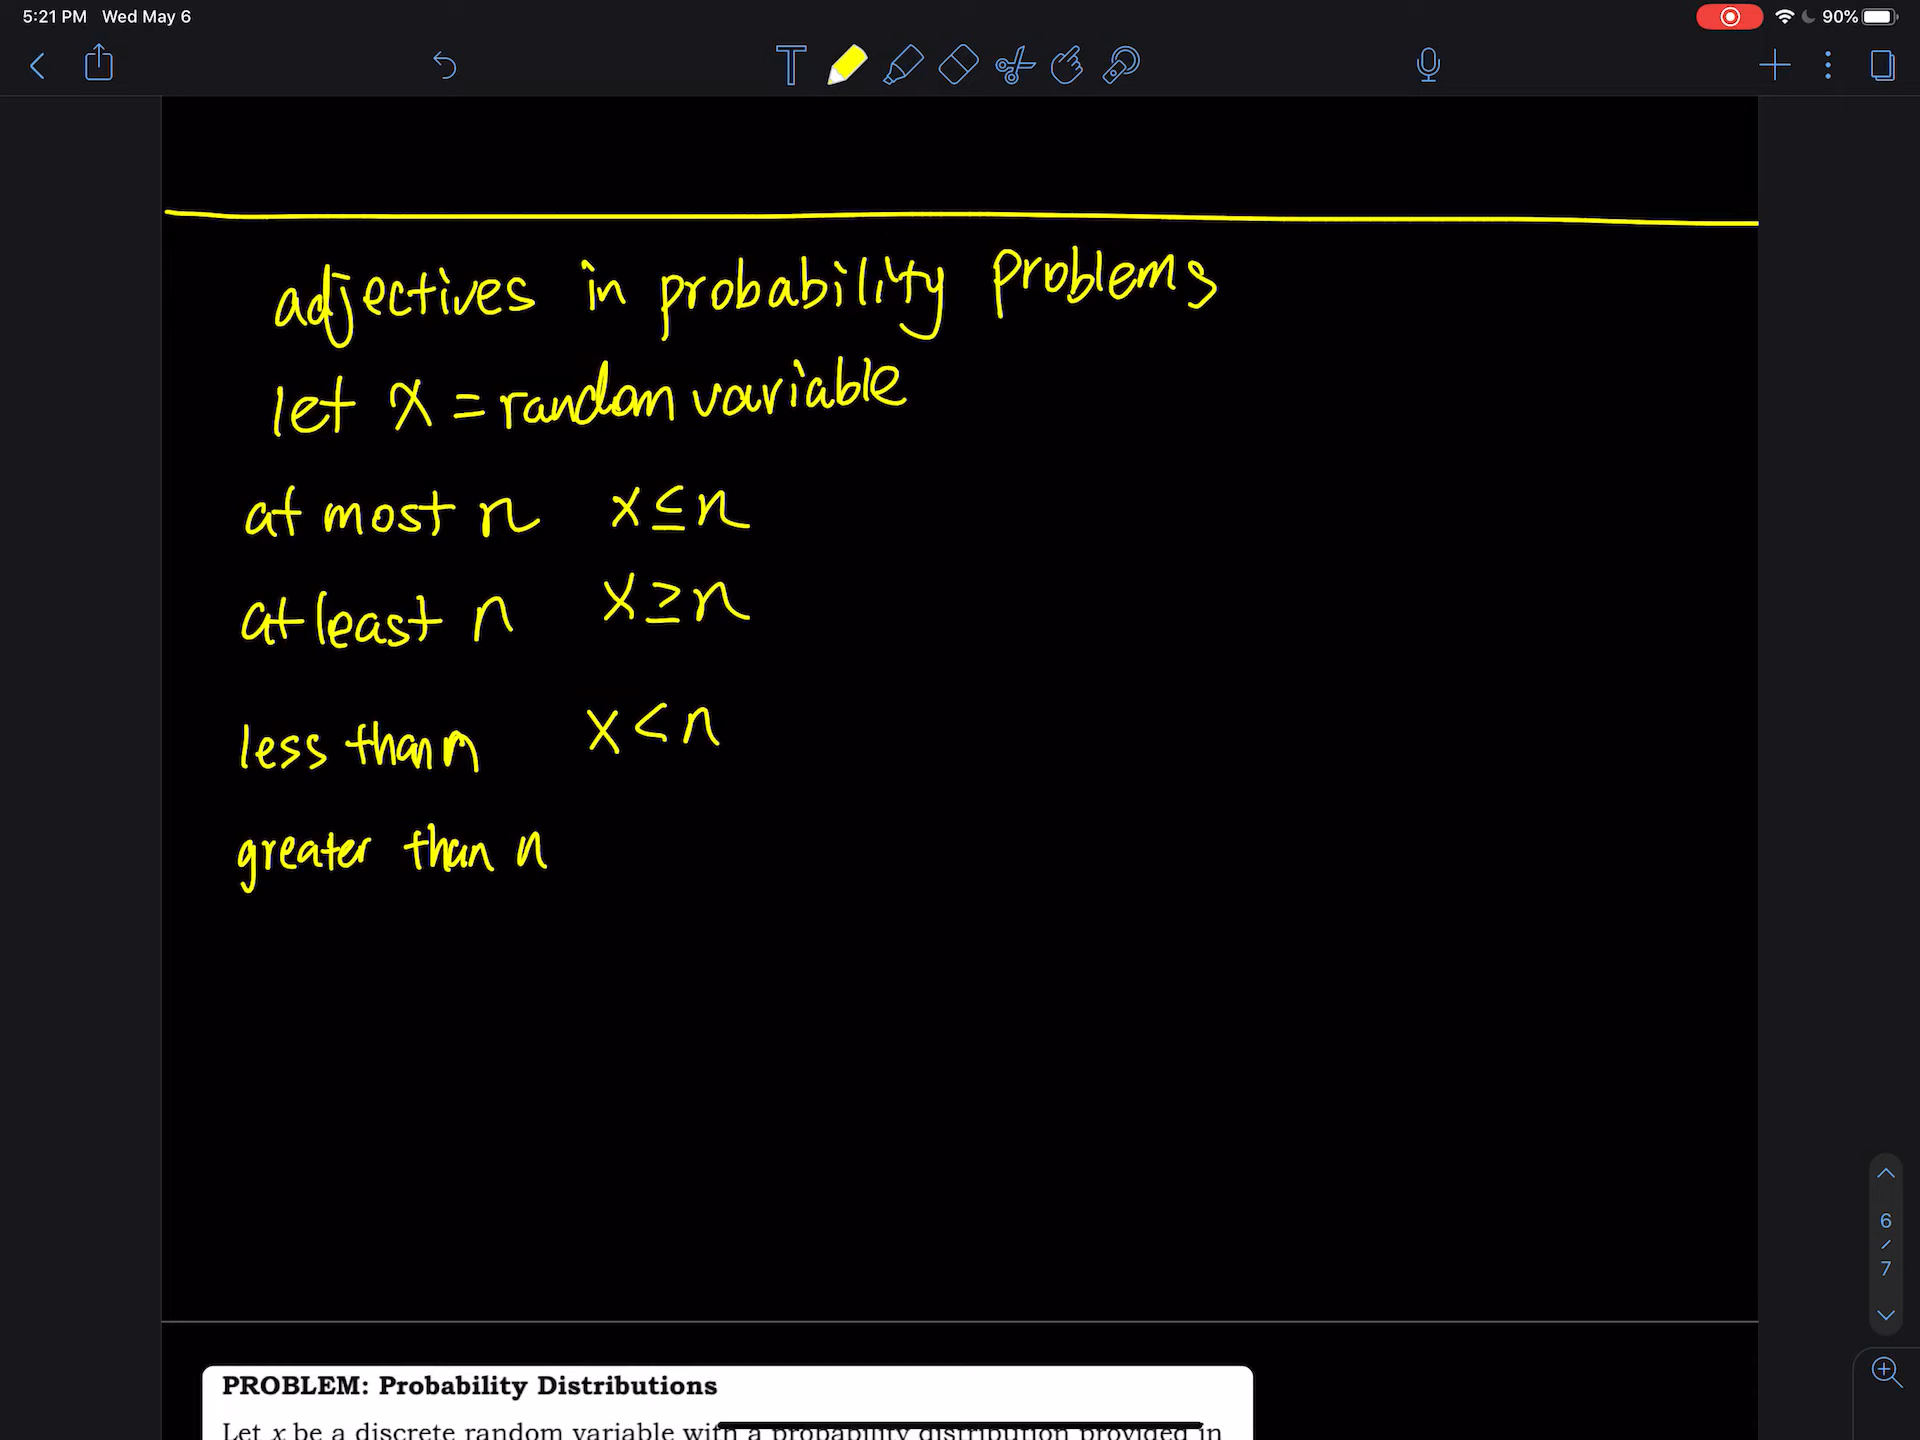 5:21 PM Wed May 6
90%
T
adjectives in probability problems
let x = random variable
at most n x ≤ n
at least n x ≥ n
less than n x < n
greater than n
6
/
7
PROBLEM: Probability Distributions
Let x be a discrete random variable with a probability distribution provided in